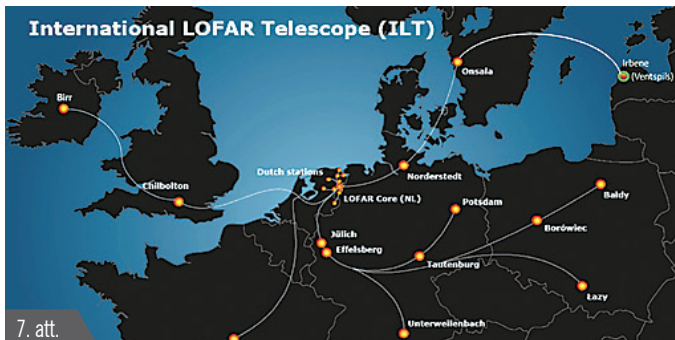 International LOFAR Telescope (ILT)
Onsala
Irbene
(Ventspils)
Birr
Dutch stations
Norderstedt
Chilbolton
LOFAR Core (NL)
Potsdam
Bałdy
Borówiec
Jülich
Effelsberg
Tautenburg
Łazy
Unterweilenbach
7. att.